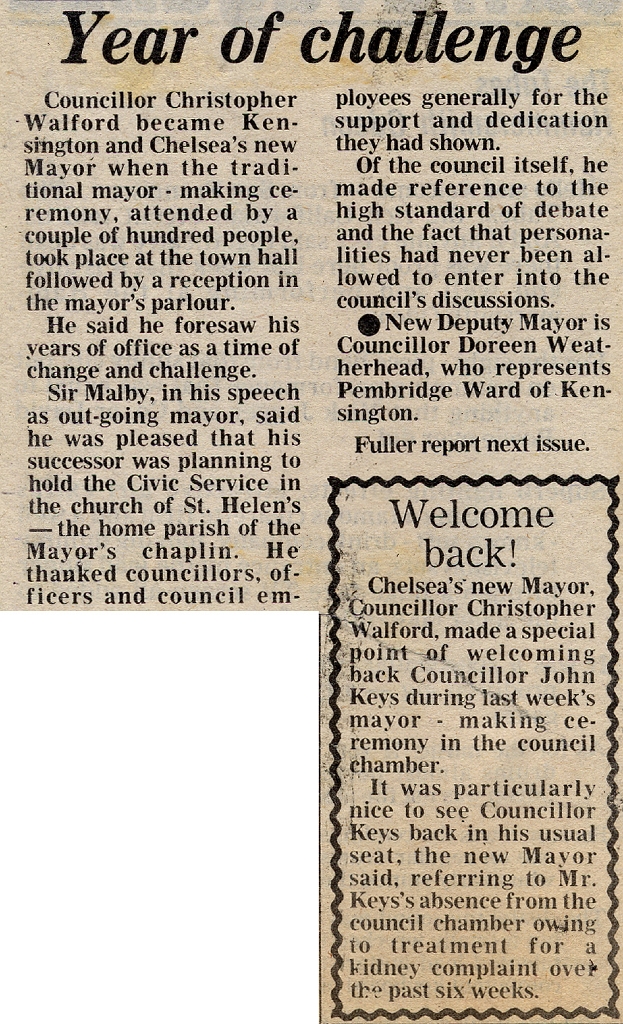 Year of challenge
Councillor Christopher
Walford became Ken-
sington and Chelsea's new
Mayor when the tradi-
tional mayor - making ce-
remony, attended by a
couple of hundred people,
took place at the town hall
followed by a reception in
the mayor's parlour.
He said he foresaw his
years of office as a time of
change and challenge.
Sir Malby, in his speech
as out-going mayor, said
he was pleased that his
successor was planning to
hold the Civic Service in
the church of St. Helen's
— the home parish of the
Mayor's chaplin. He
thanked councillors, of-
ficers and council em-
ployees generally for the
support and dedication
they had shown.
Of the council itself, he
made reference to the
high standard of debate
and the fact that persona-
lities had never been al-
lowed to enter into the
council's discussions.
● New Deputy Mayor is
Councillor Doreen Weat-
herhead, who represents
Pembridge Ward of Ken-
sington.
Fuller report next issue.
Welcome
back!
Chelsea's new Mayor,
Councillor Christopher
Walford, made a special
point of welcoming
back Councillor John
Keys during last week's
mayor - making ce-
remony in the council
chamber.
It was particularly
nice to see Councillor
Keys back in his usual
seat, the new Mayor
said, referring to Mr.
Keys's absence from the
council chamber owing
to treatment for a
kidney complaint over
the past six weeks.